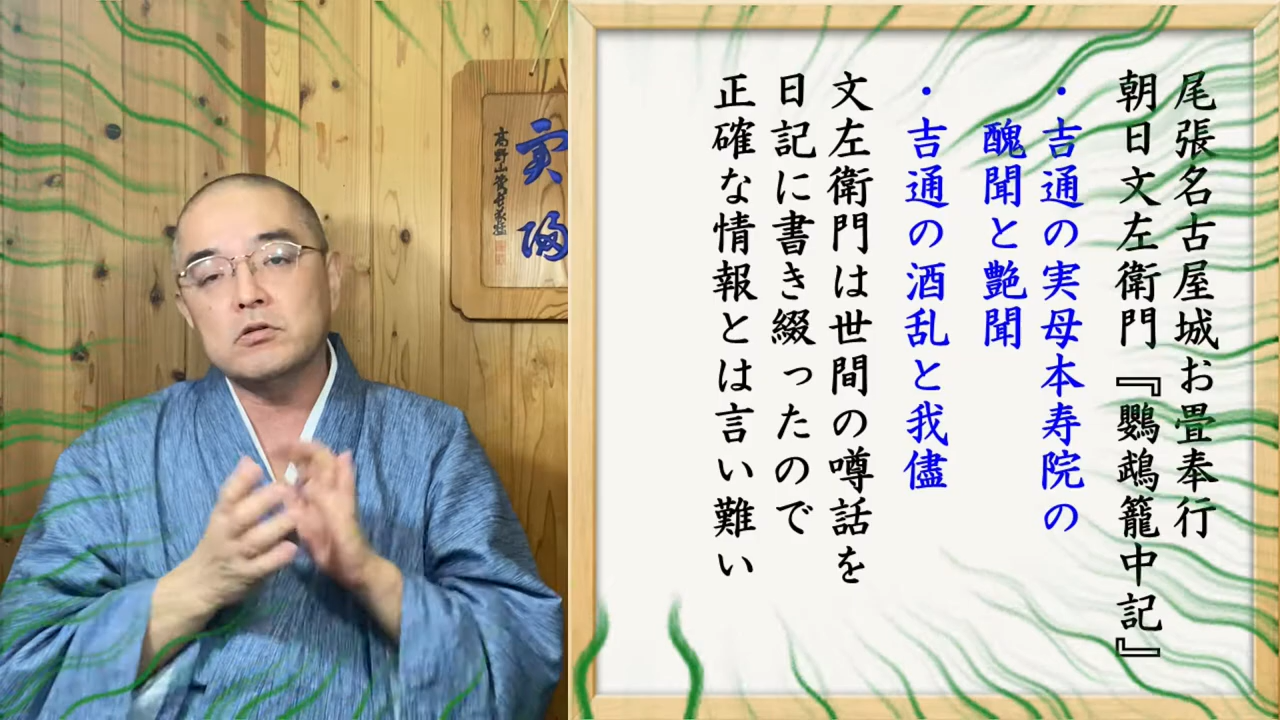 尾張名古屋城お畳奉行
朝日文左衛門『鸚鵡籠中記』
・吉通の実母本寿院の
醜聞と艶聞
・吉通の酒乱と我儘
文左衛門は世間の噂話を
日記に書き綴ったので
正確な情報とは言い難い